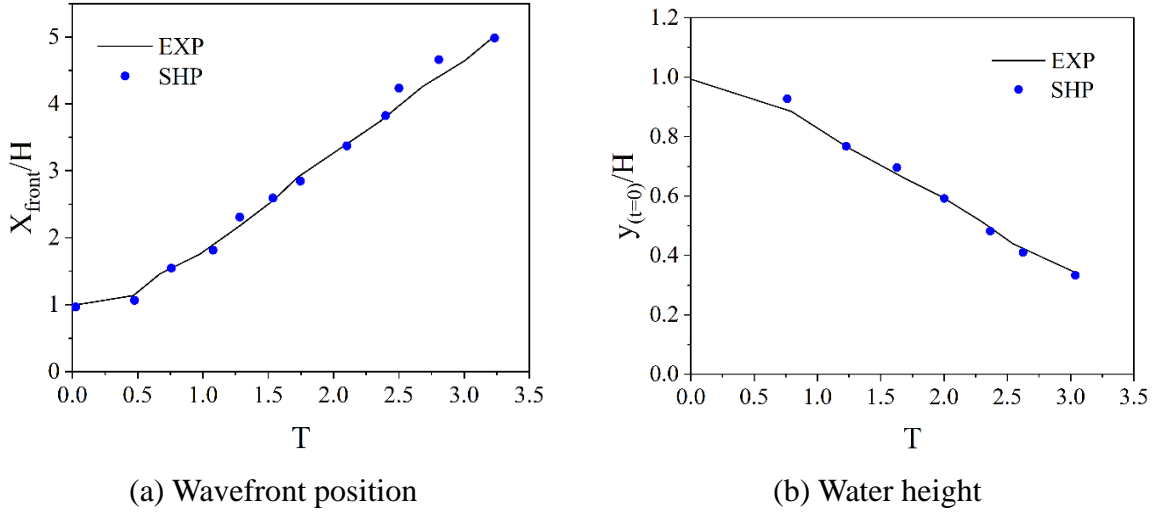 5
4
3
2
1
0
X_front/H
EXP
SHP
0.0 0.5 1.0 1.5 2.0 2.5 3.0 3.5
T
(a) Wavefront position
1.2
1.0
0.8
0.6
0.4
0.2
0.0
y_(t=0)/H
EXP
SHP
0.0 0.5 1.0 1.5 2.0 2.5 3.0 3.5
T
(b) Water height